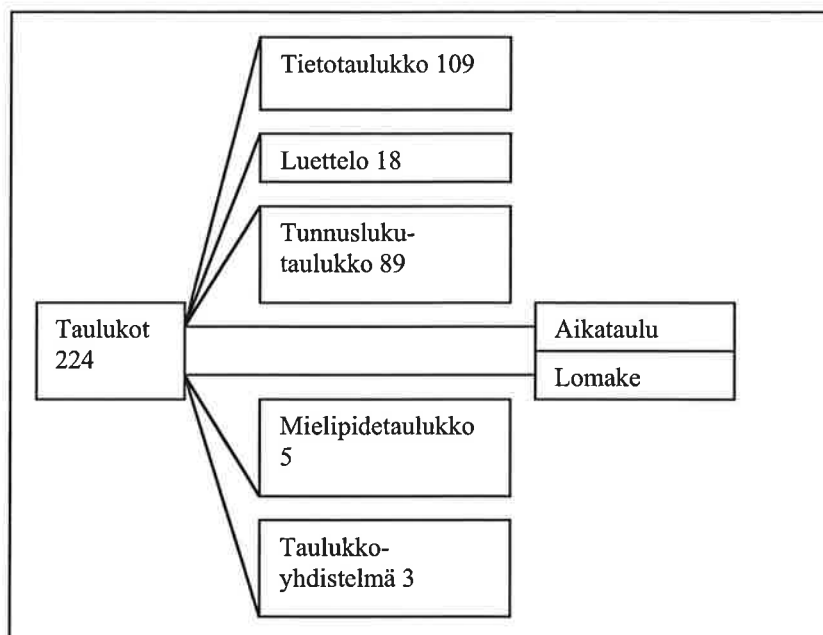 Tietotaulukko 109
Luettelo 18
Tunnusluku-
taulukko 89
Taulukot
224
Aikataulu
Lomake
Mielipidetaulukko
5
Taulukko-
yhdistelmä 3